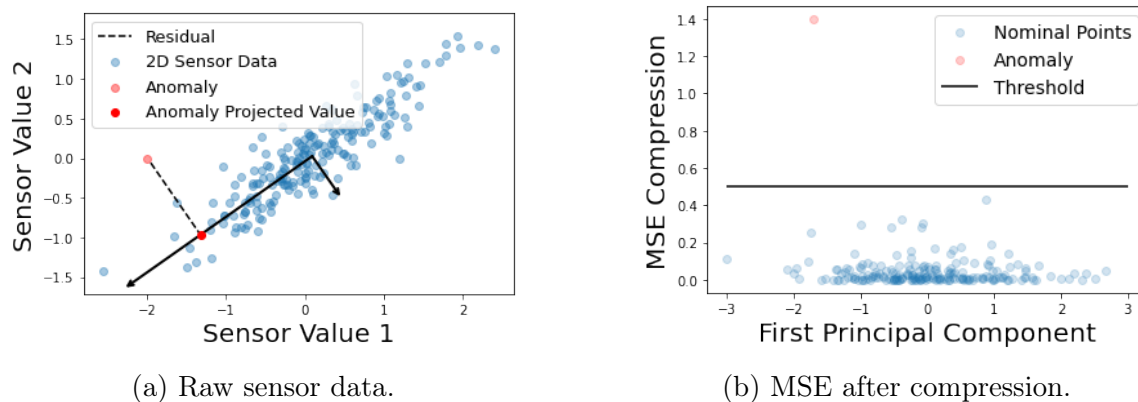 Residual
2D Sensor Data
Anomaly
Anomaly Projected Value
1.5
1.0
0.5
0.0
−0.5
−1.0
−1.5
Sensor Value 2
−2
−1
0
1
2
Sensor Value 1
(a) Raw sensor data.
Nominal Points
Anomaly
Threshold
1.4
1.2
1.0
0.8
0.6
0.4
0.2
0.0
MSE Compression
−3
−2
−1
0
1
2
3
First Principal Component
(b) MSE after compression.